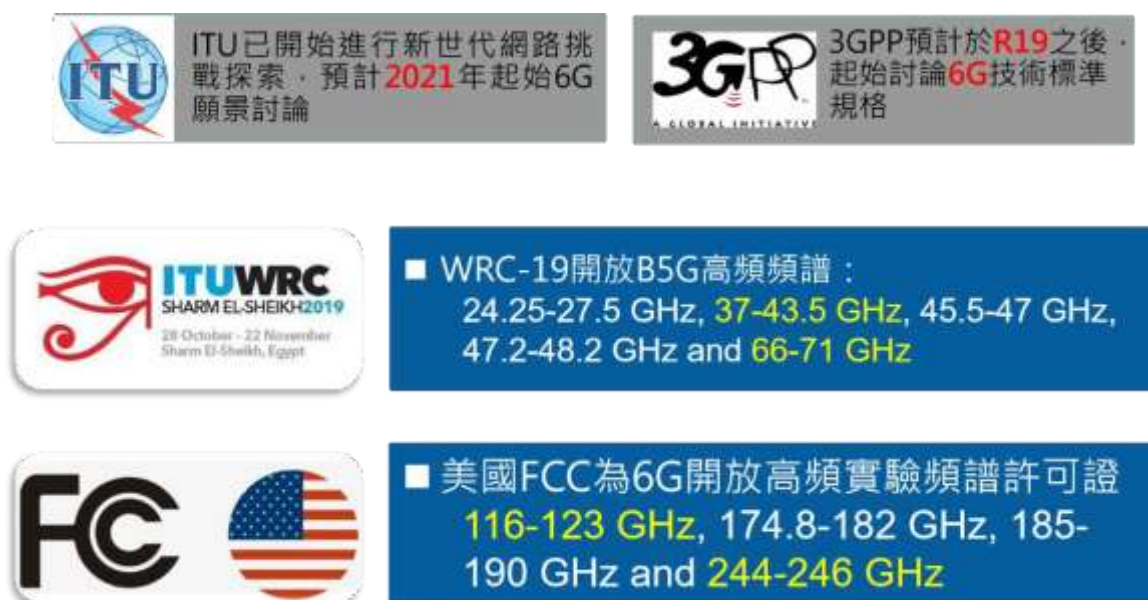 ITU
ITU已開始進行新世代網路挑
戰探索，預計2021年起始6G
願景討論
3GPP
A GLOBAL INITIATIVE
3GPP預計於R19之後，
起始討論6G技術標準
規格
ITUWRC
SHARM EL-SHEIKH2019
28 October - 22 November
Sharm El-Sheikh, Egypt
■ WRC-19開放B5G高頻頻譜：
24.25-27.5 GHz, 37-43.5 GHz, 45.5-47 GHz,
47.2-48.2 GHz and 66-71 GHz
FCC
■ 美國FCC為6G開放高頻實驗頻譜許可證
116-123 GHz, 174.8-182 GHz, 185-
190 GHz and 244-246 GHz